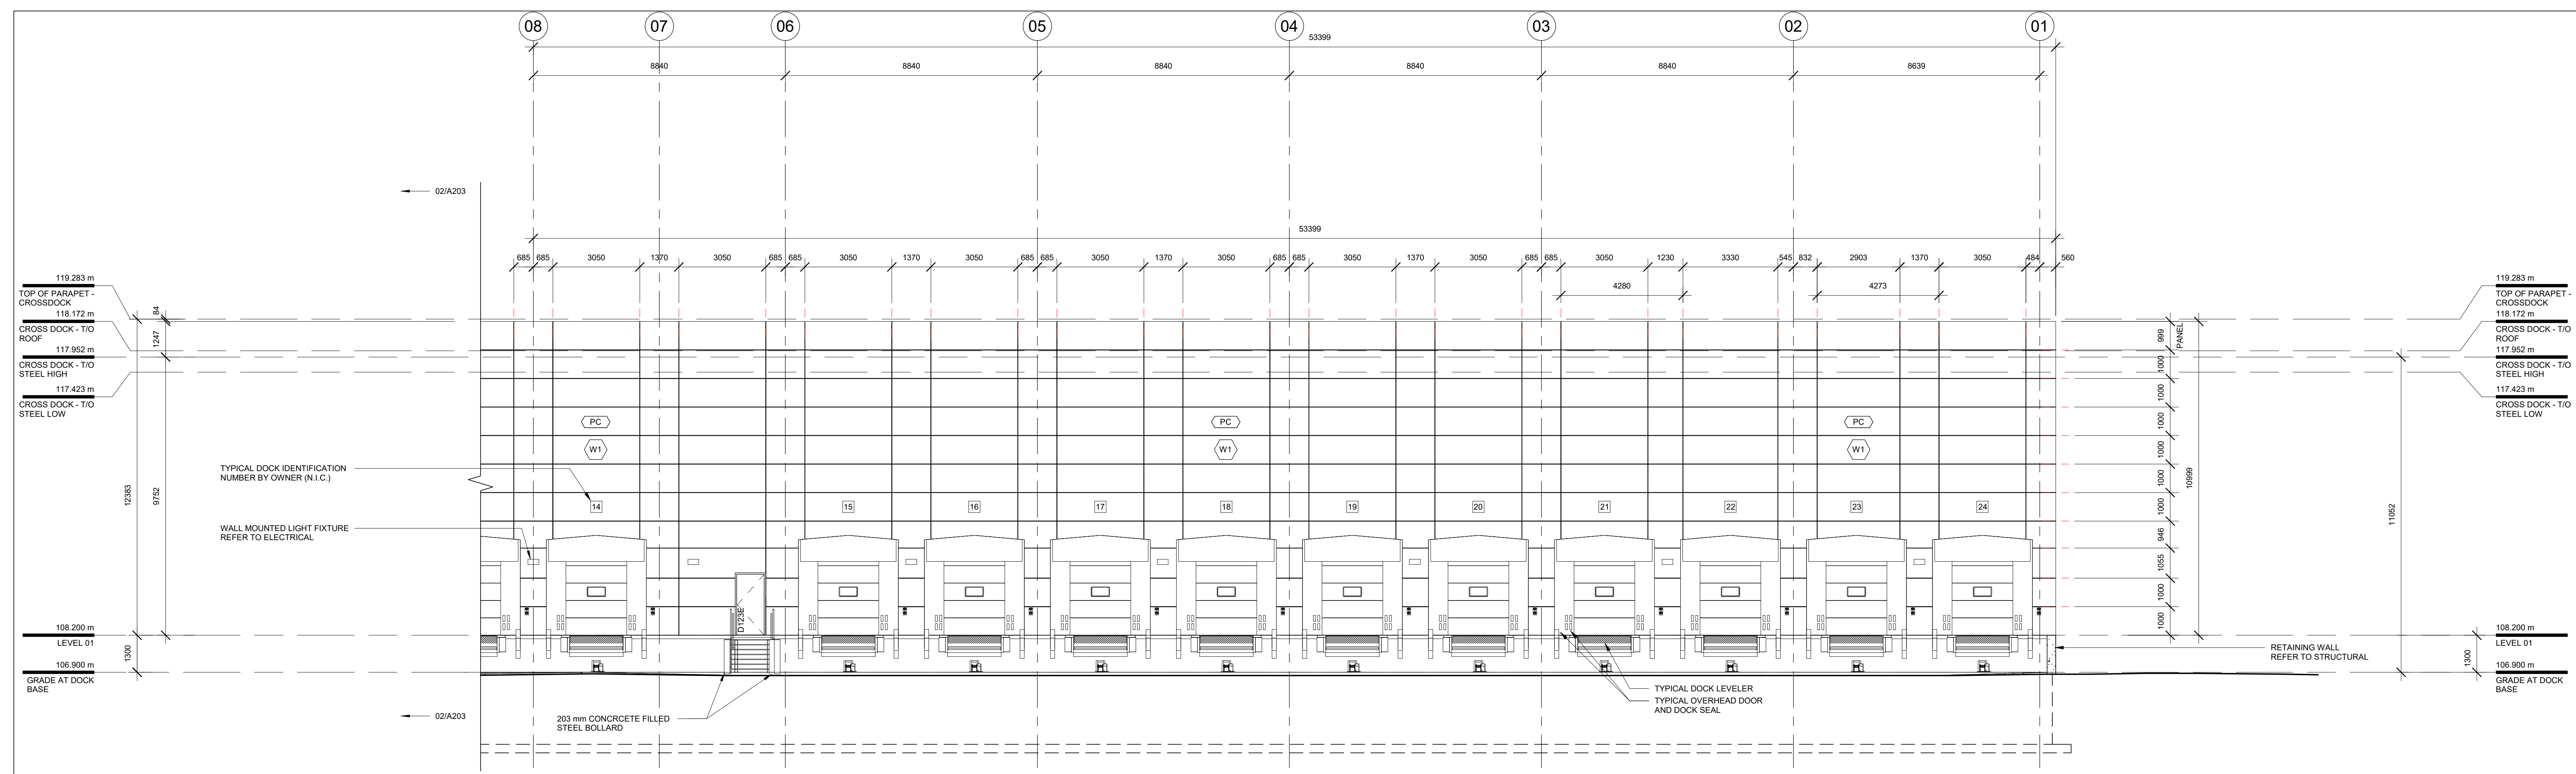 08
07
06
05
04
03
02
01
53399
8840
8840
8840
8840
8840
8639
02/A203
53399
685
685
3050
1370
3050
685
685
3050
1370
3050
685
685
3050
1370
3050
685
685
3050
1370
3050
685
685
3050
1230
3330
545
832
2903
1370
3050
484
560
4280
4273
119.283 m
TOP OF PARAPET -
CROSSDOCK
118.172 m
CROSS DOCK - T/O
ROOF
117.952 m
CROSS DOCK - T/O
STEEL HIGH
117.423 m
CROSS DOCK - T/O
STEEL LOW
84
1247
12383
9752
108.200 m
LEVEL 01
1300
106.900 m
GRADE AT DOCK
BASE
TYPICAL DOCK IDENTIFICATION
NUMBER BY OWNER (N.I.C.)
WALL MOUNTED LIGHT FIXTURE
REFER TO ELECTRICAL
PC
PC
PC
W1
W1
W1
14
15
16
17
18
19
20
21
22
23
24
D123E
203 mm CONCRCETE FILLED
STEEL BOLLARD
02/A203
TYPICAL DOCK LEVELER
TYPICAL OVERHEAD DOOR
AND DOCK SEAL
999
PANEL
1000
1000
1000
1000
1000
1000
946
1055
1000
1000
10999
11052
1300
RETAINING WALL
REFER TO STRUCTURAL
119.283 m
TOP OF PARAPET -
CROSSDOCK
118.172 m
CROSS DOCK - T/O
ROOF
117.952 m
CROSS DOCK - T/O
STEEL HIGH
117.423 m
CROSS DOCK - T/O
STEEL LOW
108.200 m
LEVEL 01
106.900 m
GRADE AT DOCK
BASE